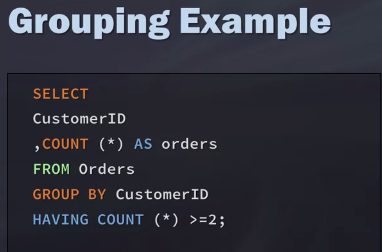 Grouping Example
SELECT
CustomerID
,COUNT (*) AS orders
FROM Orders
GROUP BY CustomerID
HAVING COUNT (*) >=2;